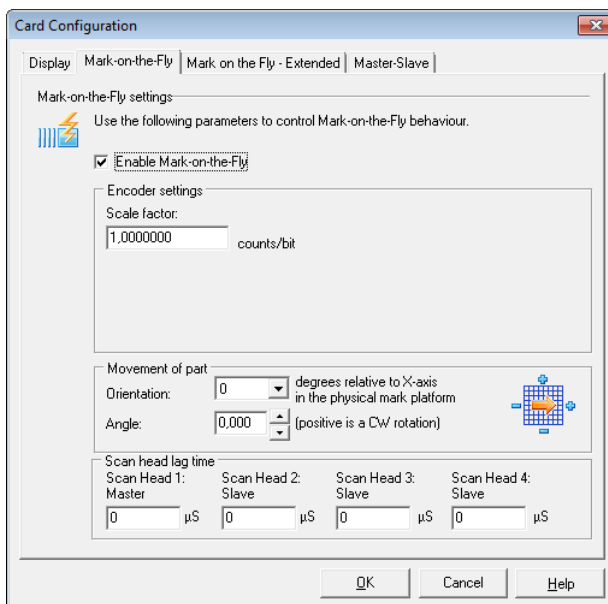 Card Configuration
Display
Mark-on-the-Fly
Mark on the Fly - Extended
Master-Slave
Mark-on-the-Fly settings
Use the following parameters to control Mark-on-the-Fly behaviour.
Enable Mark-on-the-Fly
Encoder settings
Scale factor:
1,0000000 counts/bit
Movement of part
Orientation: 0 degrees relative to X-axis
in the physical mark platform
Angle: 0,000 (positive is a CW rotation)
Scan head lag time
Scan Head 1: Scan Head 2: Scan Head 3: Scan Head 4:
Master Slave Slave Slave
0 µS 0 µS 0 µS 0 µS
OK Cancel Help